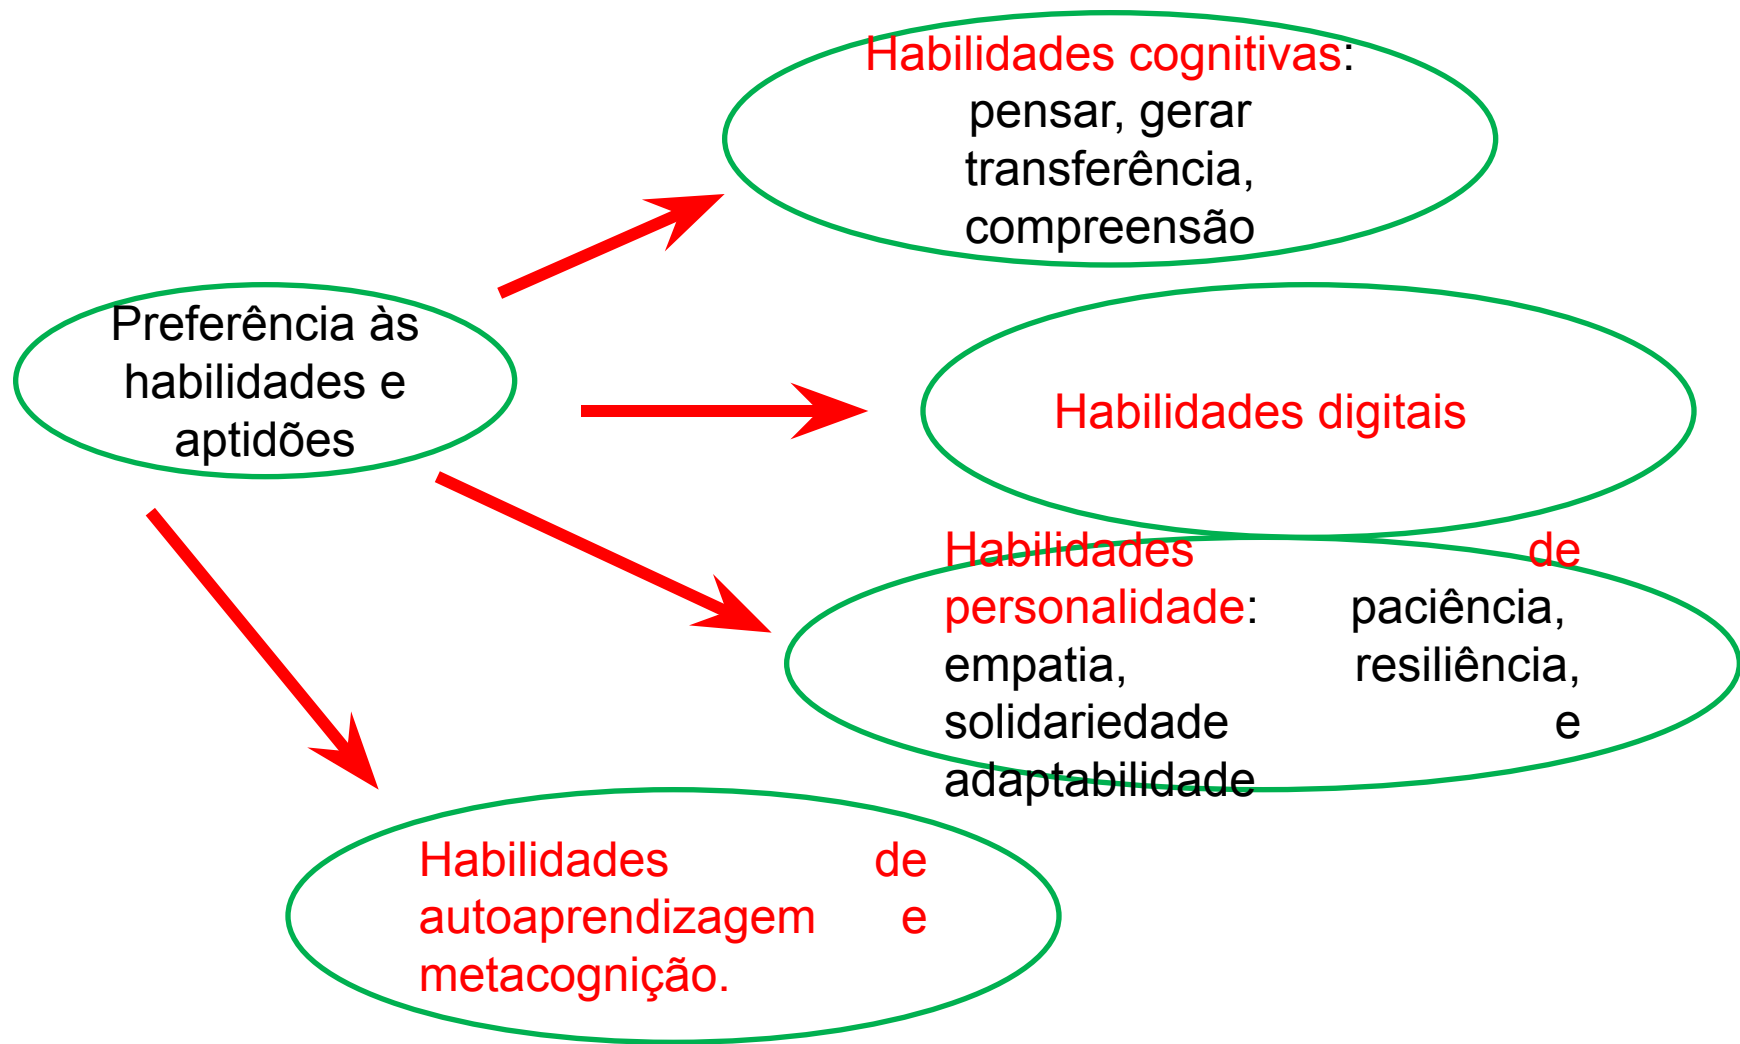 Habilidades cognitivas:
pensar, gerar
transferência,
compreensão
Preferência às
habilidades e
aptidões
Habilidades digitais
Habilidades de
personalidade: paciência,
empatia, resiliência,
solidariedade e
adaptabilidade
Habilidades de
autoaprendizagem e
metacognição.